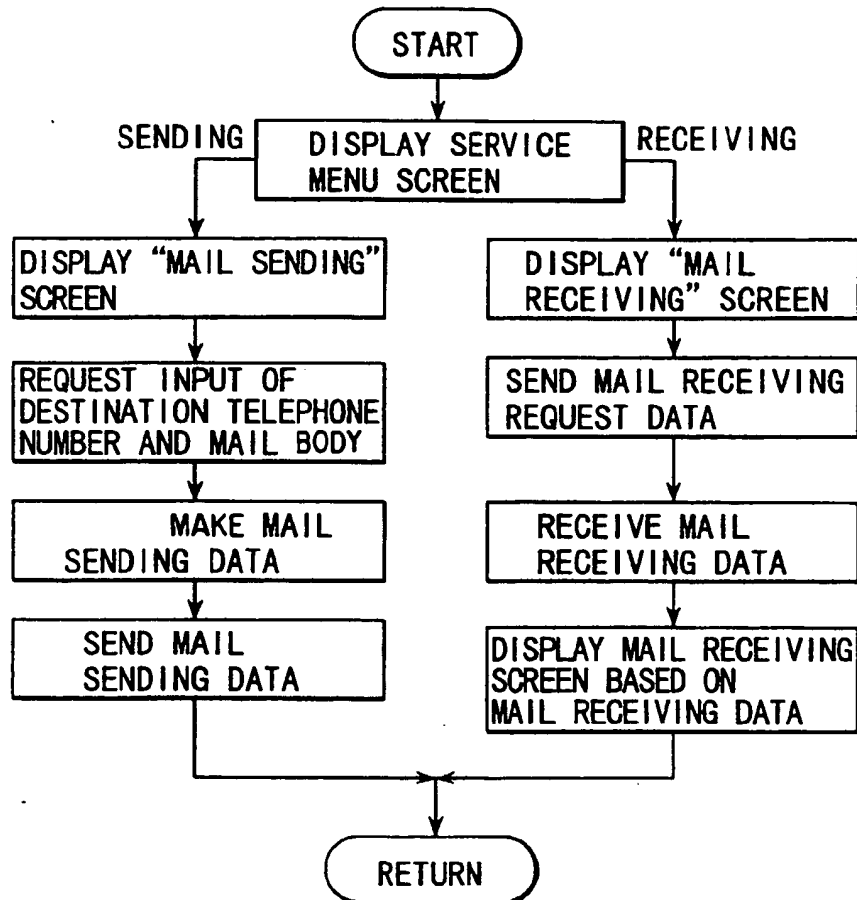 START
SENDING
DISPLAY SERVICE
MENU SCREEN
RECEIVING
DISPLAY “MAIL SENDING”
SCREEN
REQUEST INPUT OF
DESTINATION TELEPHONE
NUMBER AND MAIL BODY
MAKE MAIL
SENDING DATA
SEND MAIL
SENDING DATA
DISPLAY “MAIL
RECEIVING” SCREEN
SEND MAIL RECEIVING
REQUEST DATA
RECEIVE MAIL
RECEIVING DATA
DISPLAY MAIL RECEIVING
SCREEN BASED ON
MAIL RECEIVING DATA
RETURN